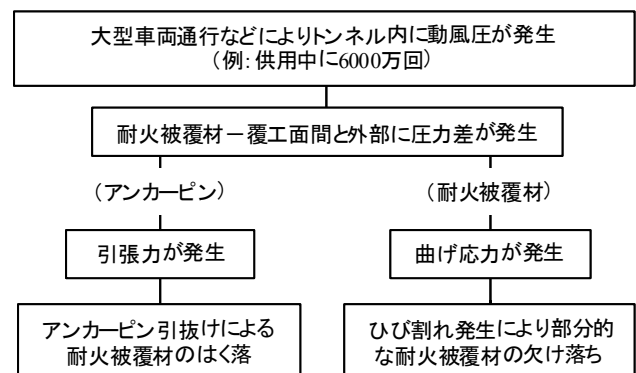 大型車両通行などによりトンネル内に動風圧が発生
（例：供用中に6000万回）
耐火被覆材－覆工面間と外部に圧力差が発生
（アンカーピン）
（耐火被覆材）
引張力が発生
曲げ応力が発生
アンカーピン引抜けによる
耐火被覆材のはく落
ひび割れ発生により部分的
な耐火被覆材の欠け落ち